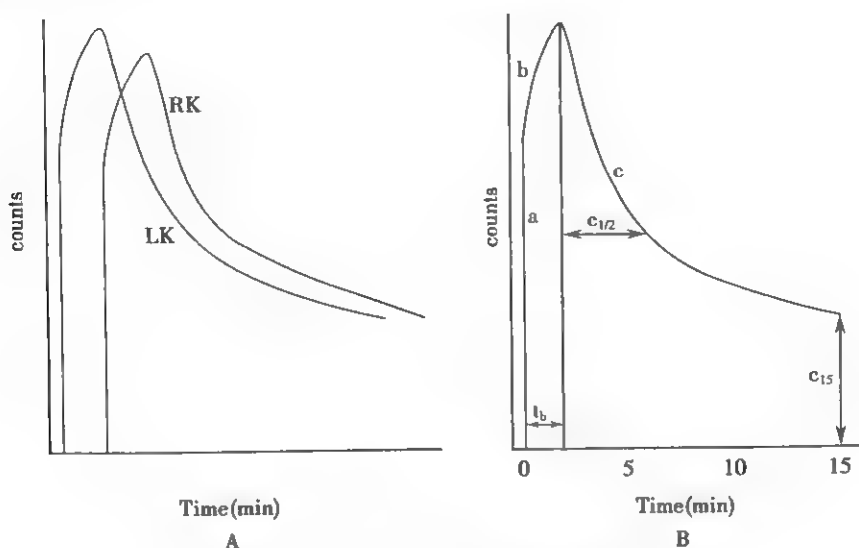 counts
RK
LK
Time(min)
A
counts
b
a
c
c1/2
tb
c15
0 5 10 15
Time(min)
B